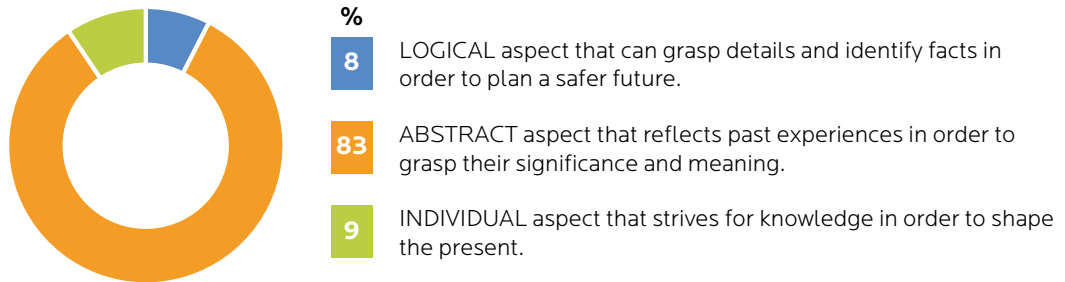 %
8
LOGICAL aspect that can grasp details and identify facts in
order to plan a safer future.
83
ABSTRACT aspect that reflects past experiences in order to
grasp their significance and meaning.
9
INDIVIDUAL aspect that strives for knowledge in order to shape
the present.